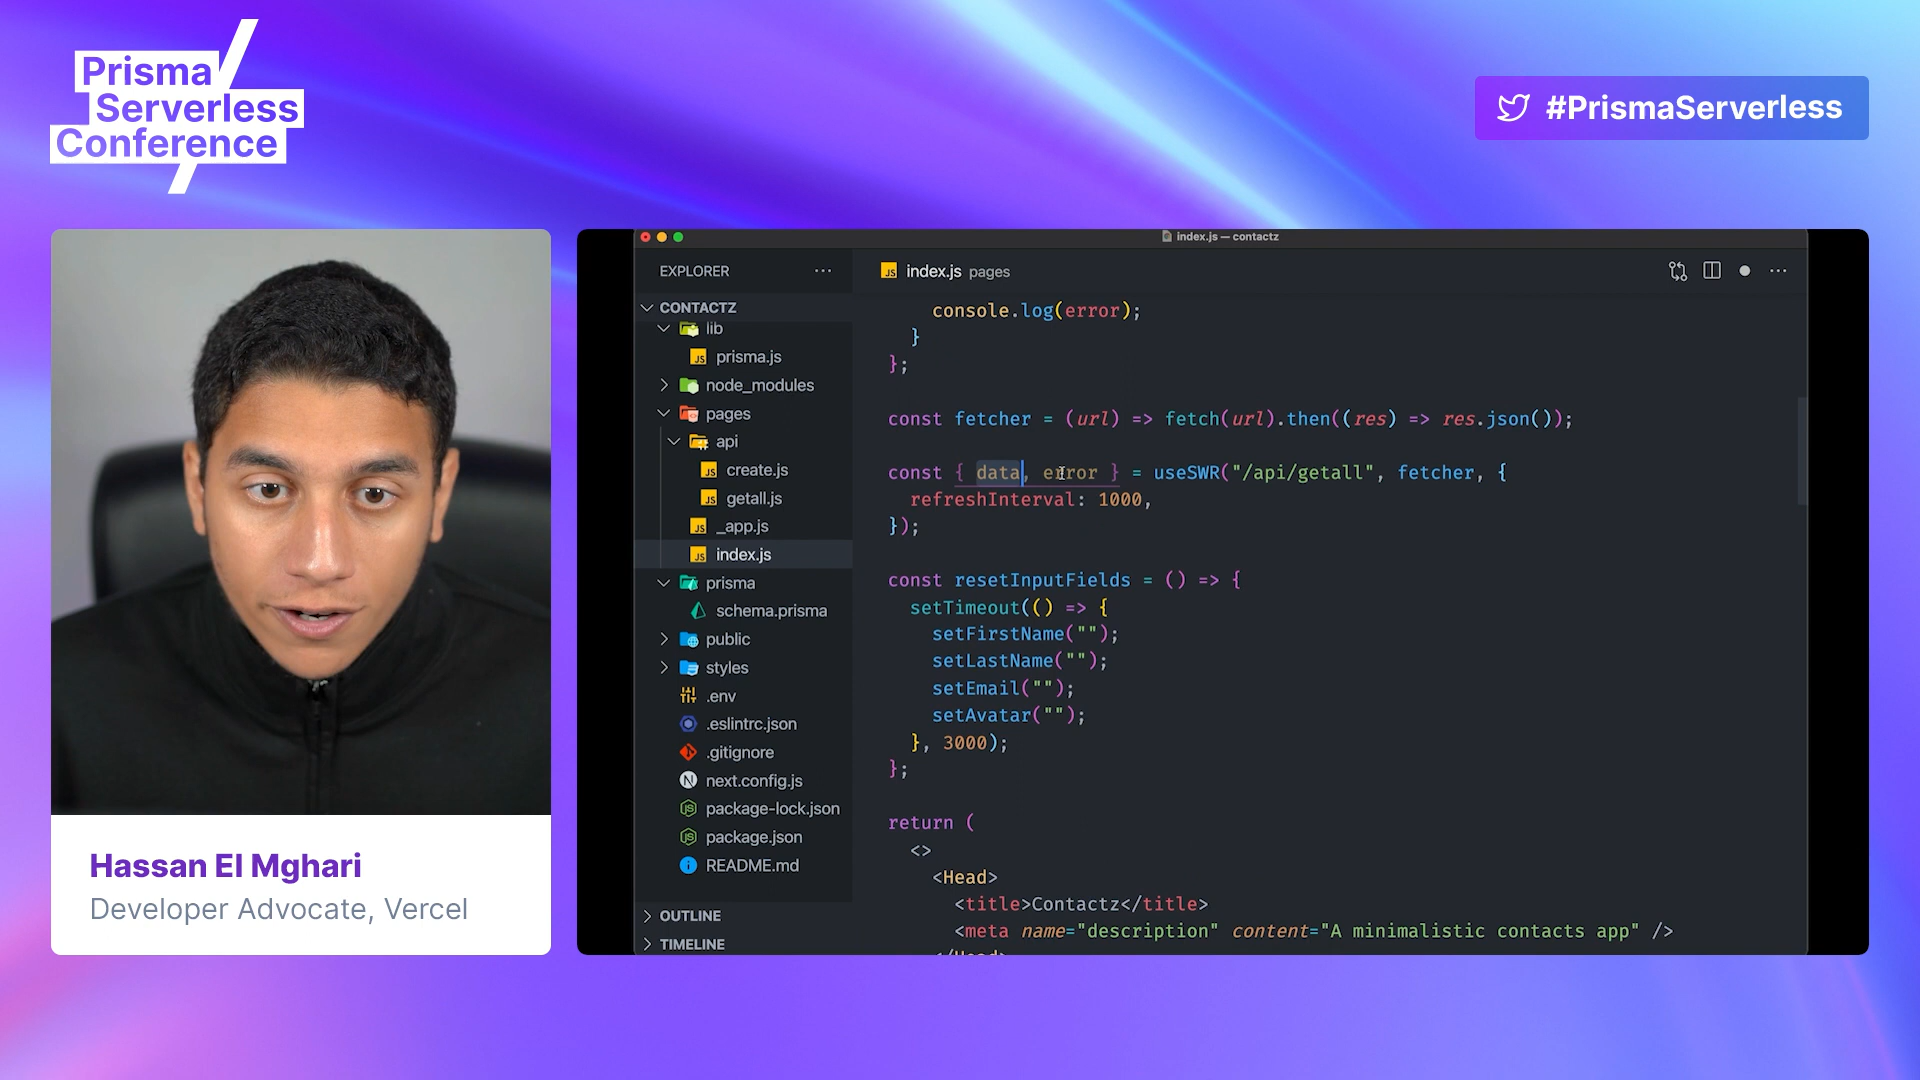 Prisma
Serverless
Conference
#PrismaServerless
Hassan El Mghari
Developer Advocate, Vercel
index.js — contactz
EXPLORER
CONTACTZ
lib
prisma.js
node_modules
pages
api
create.js
getall.js
_app.js
index.js
prisma
schema.prisma
public
styles
.env
.eslintrc.json
.gitignore
next.config.js
package-lock.json
package.json
README.md
OUTLINE
TIMELINE
index.js pages
console.log(error);
}
};
const fetcher = (url) => fetch(url).then((res) => res.json());
const { data, error } = useSWR("/api/getall", fetcher, {
refreshInterval: 1000,
});
const resetInputFields = () => {
setTimeout(() => {
setFirstName("");
setLastName("");
setEmail("");
setAvatar("");
}, 3000);
};
return (
<>
<Head>
<title>Contactz</title>
<meta name="description" content="A minimalistic contacts app" />
</Head>